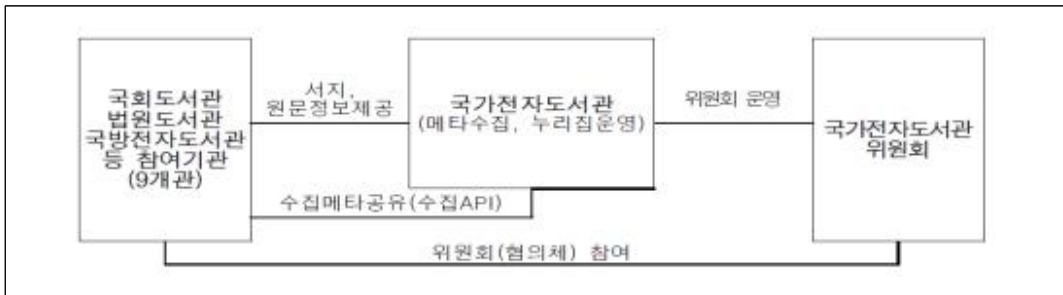 국회도서관
법원도서관
국방전자도서관
등 참여기관
(9개관)
서지,
원문정보제공
국가전자도서관
(메타수집, 누리집운영)
위원회 운영
국가전자도서관
위원회
수집메타공유(수집API)
위원회(협의체) 참여